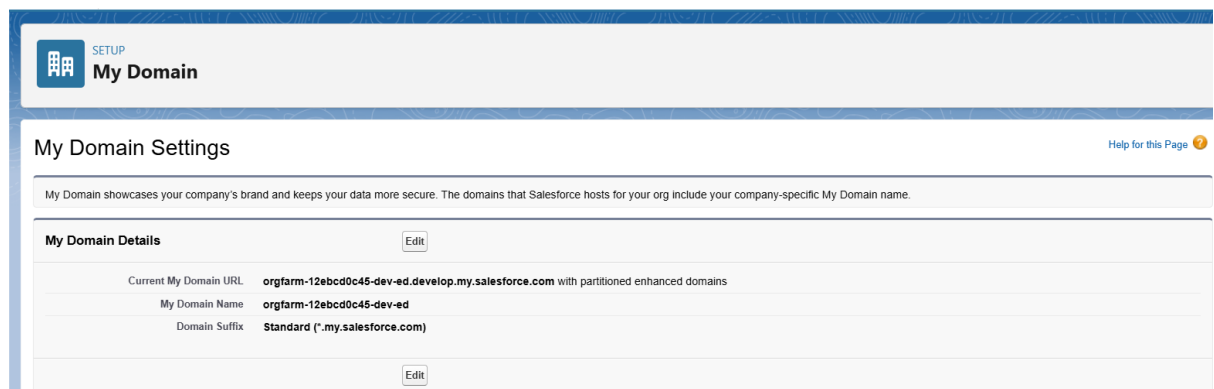 SETUP
My Domain
My Domain Settings
Help for this Page ?
My Domain showcases your company's brand and keeps your data more secure. The domains that Salesforce hosts for your org include your company-specific My Domain name.
My Domain Details Edit
Current My Domain URL orgfarm-12ebcd0c45-dev-ed.develop.my.salesforce.com with partitioned enhanced domains
My Domain Name orgfarm-12ebcd0c45-dev-ed
Domain Suffix Standard (*.my.salesforce.com)
Edit